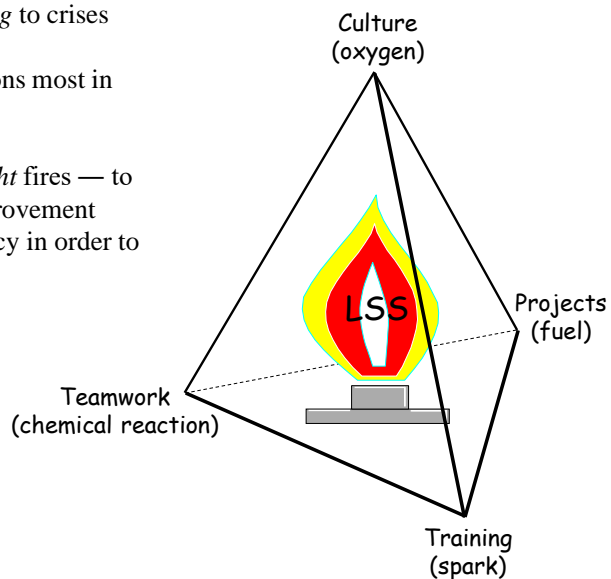 g to crises
ons most in
ht fires — to
rovement
cy in order to
Culture
(oxygen)
LSS
Projects
(fuel)
Teamwork
(chemical reaction)
Training
(spark)